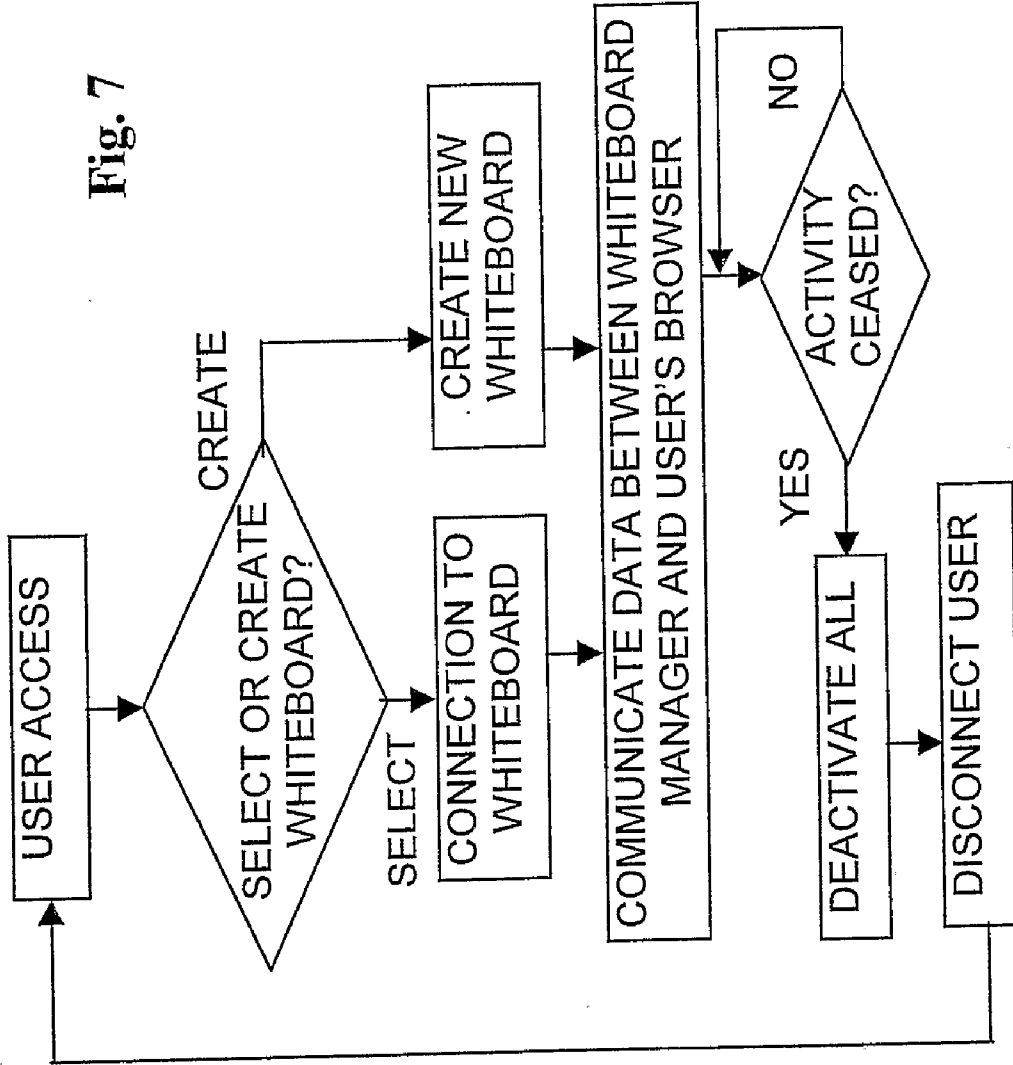 Fig. 7
USER ACCESS
SELECT OR CREATE
WHITEBOARD?
CREATE
SELECT
CONNECTION TO
WHITEBOARD
CREATE NEW
WHITEBOARD
COMMUNICATE DATA BETWEEN WHITEBOARD
MANAGER AND USER'S BROWSER
ACTIVITY
CEASED?
NO
YES
DEACTIVATE ALL
DISCONNECT USER